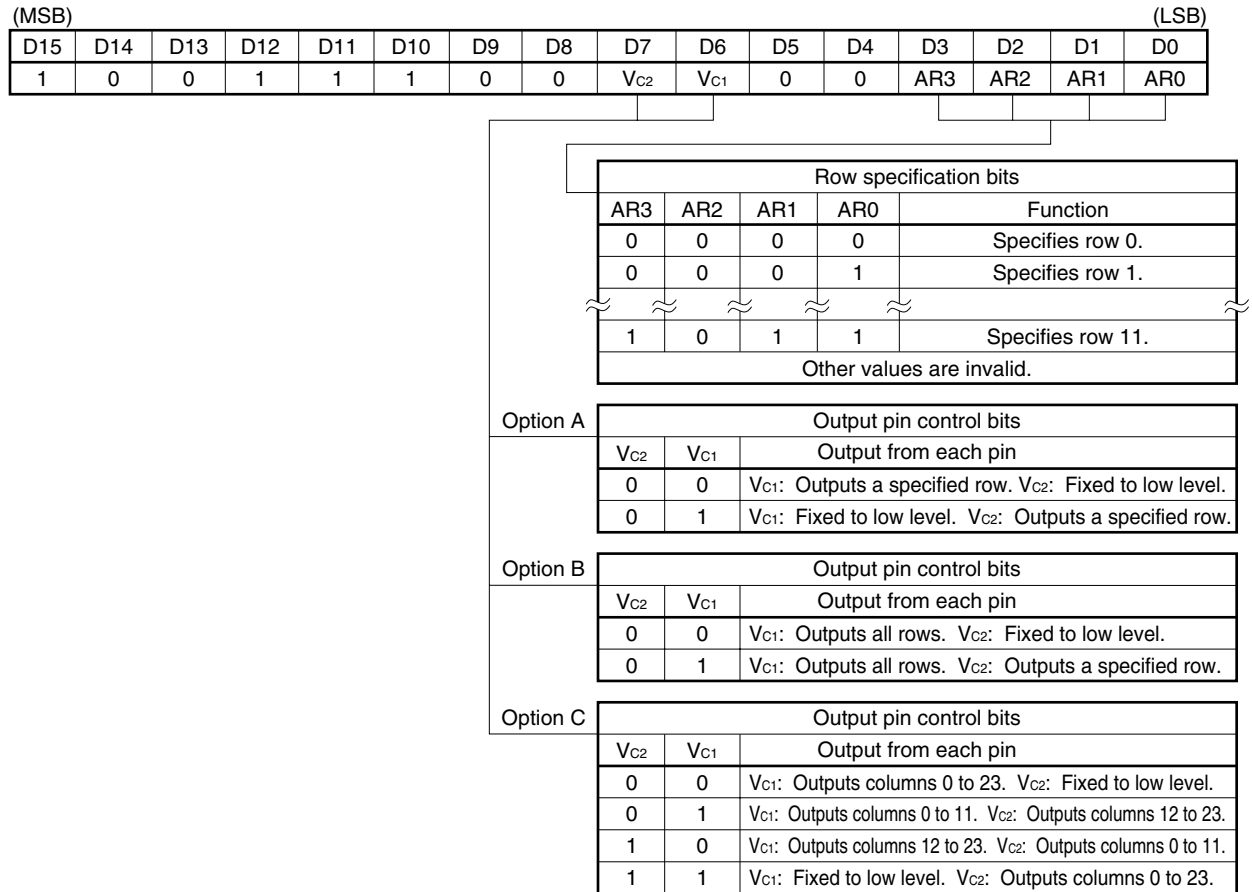 (MSB) (LSB)
D15 D14 D13 D12 D11 D10 D9 D8 D7 D6 D5 D4 D3 D2 D1 D0
1 0 0 1 1 1 0 0 VC2 VC1 0 0 AR3 AR2 AR1 AR0
Row specification bits
AR3 AR2 AR1 AR0 Function
0 0 0 0 Specifies row 0.
0 0 0 1 Specifies row 1.
1 0 1 1 Specifies row 11.
Other values are invalid.
Option A Output pin control bits
VC2 VC1 Output from each pin
0 0 VC1: Outputs a specified row. VC2: Fixed to low level.
0 1 VC1: Fixed to low level. VC2: Outputs a specified row.
Option B Output pin control bits
VC2 VC1 Output from each pin
0 0 VC1: Outputs all rows. VC2: Fixed to low level.
0 1 VC1: Outputs all rows. VC2: Outputs a specified row.
Option C Output pin control bits
VC2 VC1 Output from each pin
0 0 VC1: Outputs columns 0 to 23. VC2: Fixed to low level.
0 1 VC1: Outputs columns 0 to 11. VC2: Outputs columns 12 to 23.
1 0 VC1: Outputs columns 12 to 23. VC2: Outputs columns 0 to 11.
1 1 VC1: Fixed to low level. VC2: Outputs columns 0 to 23.